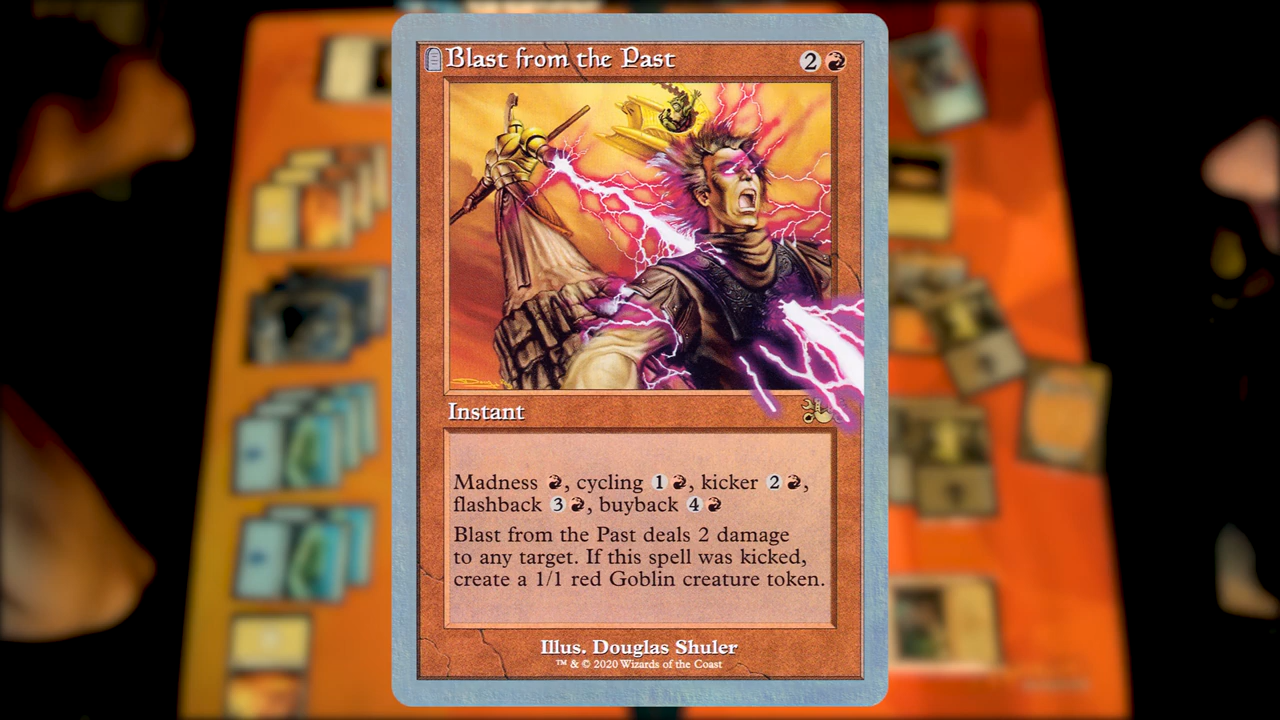 Blast from the Past 2
Instant
Madness, cycling 1, kicker 2,
flashback 3, buyback 4
Blast from the Past deals 2 damage
to any target. If this spell was kicked,
create a 1/1 red Goblin creature token.
Illus. Douglas Shuler
™ & © 2020 Wizards of the Coast